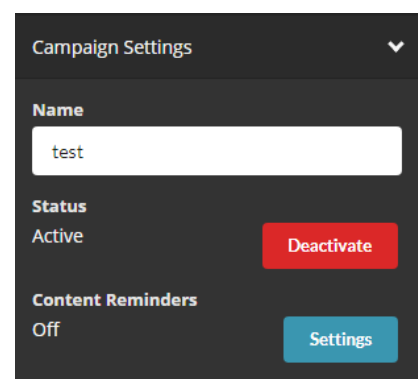 Campaign Settings
Name
test
Status
Active
Deactivate
Content Reminders
Off
Settings